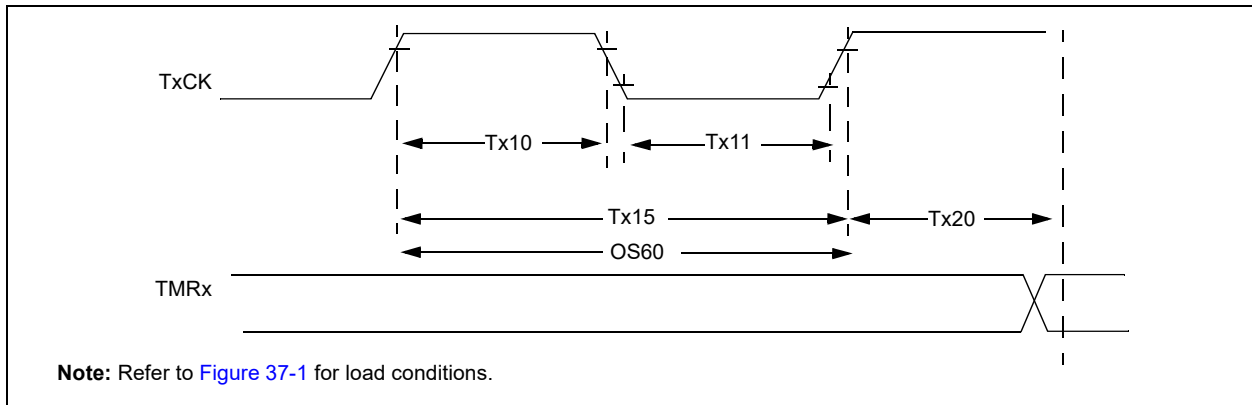 TxCK
Tx10
Tx11
Tx15
Tx20
OS60
TMRx
Note: Refer to Figure 37-1 for load conditions.